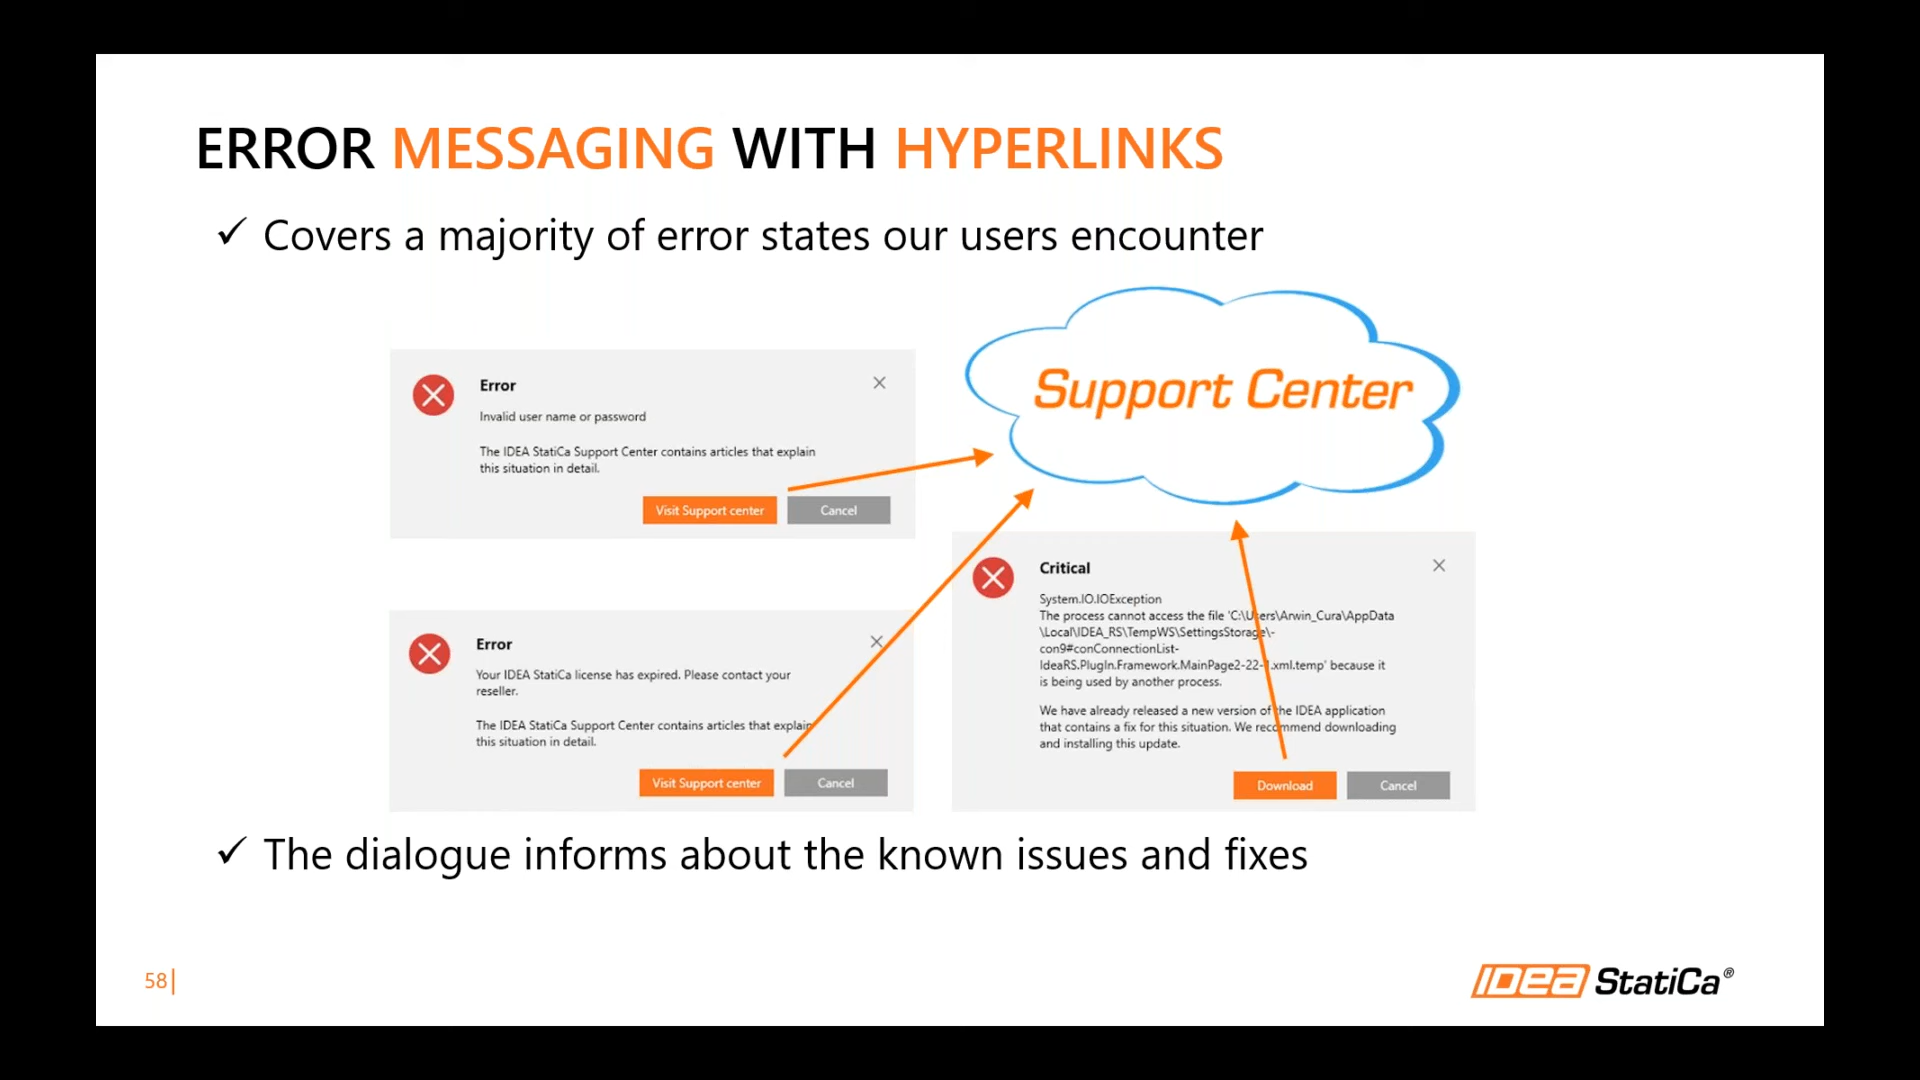 ERROR MESSAGING WITH HYPERLINKS
✓ Covers a majority of error states our users encounter
Support Center
Error
Invalid user name or password
The IDEA StatiCa Support Center contains articles that explain
this situation in detail.
Visit Support center
Cancel
Error
Your IDEA StatiCa license has expired. Please contact your
reseller.
The IDEA StatiCa Support Center contains articles that explain
this situation in detail.
Visit Support center
Cancel
Critical
System.IO.IOException
The process cannot access the file 'C:\Users\Arwin_Cura\AppData
\Local\IDEA_RS\TempWS\SettingsStorage\-
con9#conConnectionList-
IdeaRS.PlugIn.Framework.MainPage2-22-1.xml.temp' because it
is being used by another process.
We have already released a new version of the IDEA application
that contains a fix for this situation. We recommend downloading
and installing this update.
Download
Cancel
✓ The dialogue informs about the known issues and fixes
58|
IDEA StatiCa®